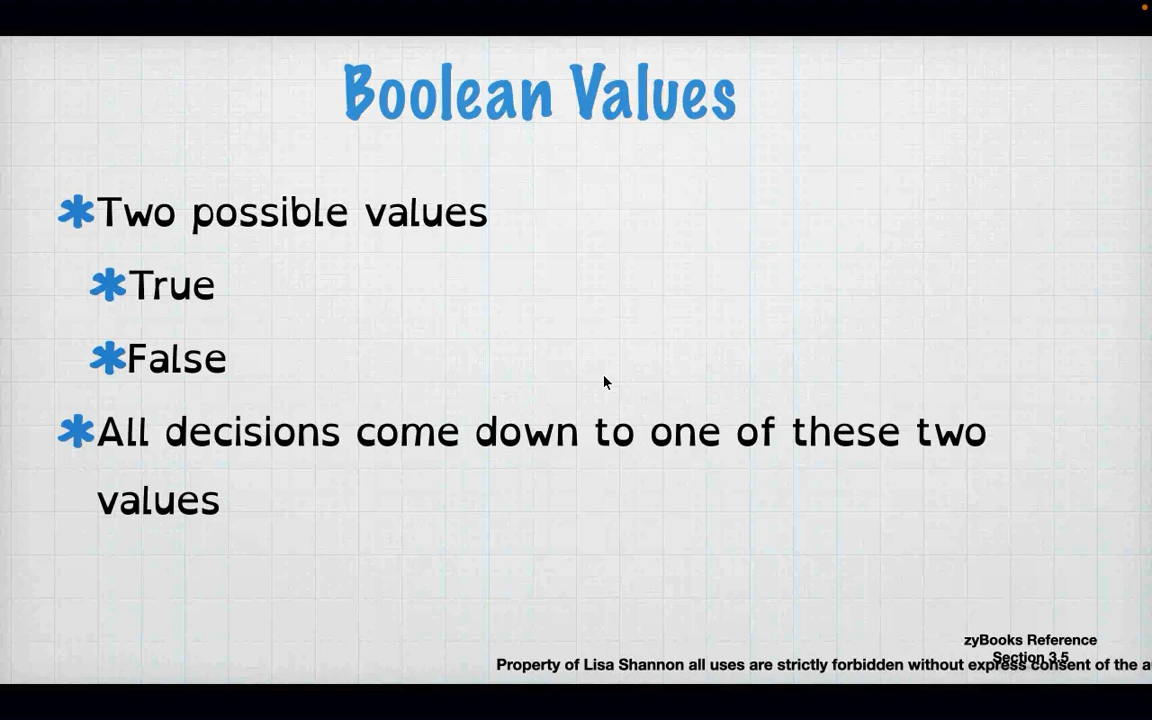 Boolean Values
*Two possible values
*True
*False
*All decisions come down to one of these two
values
zyBooks Reference
Section 3.5
Property of Lisa Shannon all uses are strictly forbidden without express consent of the a